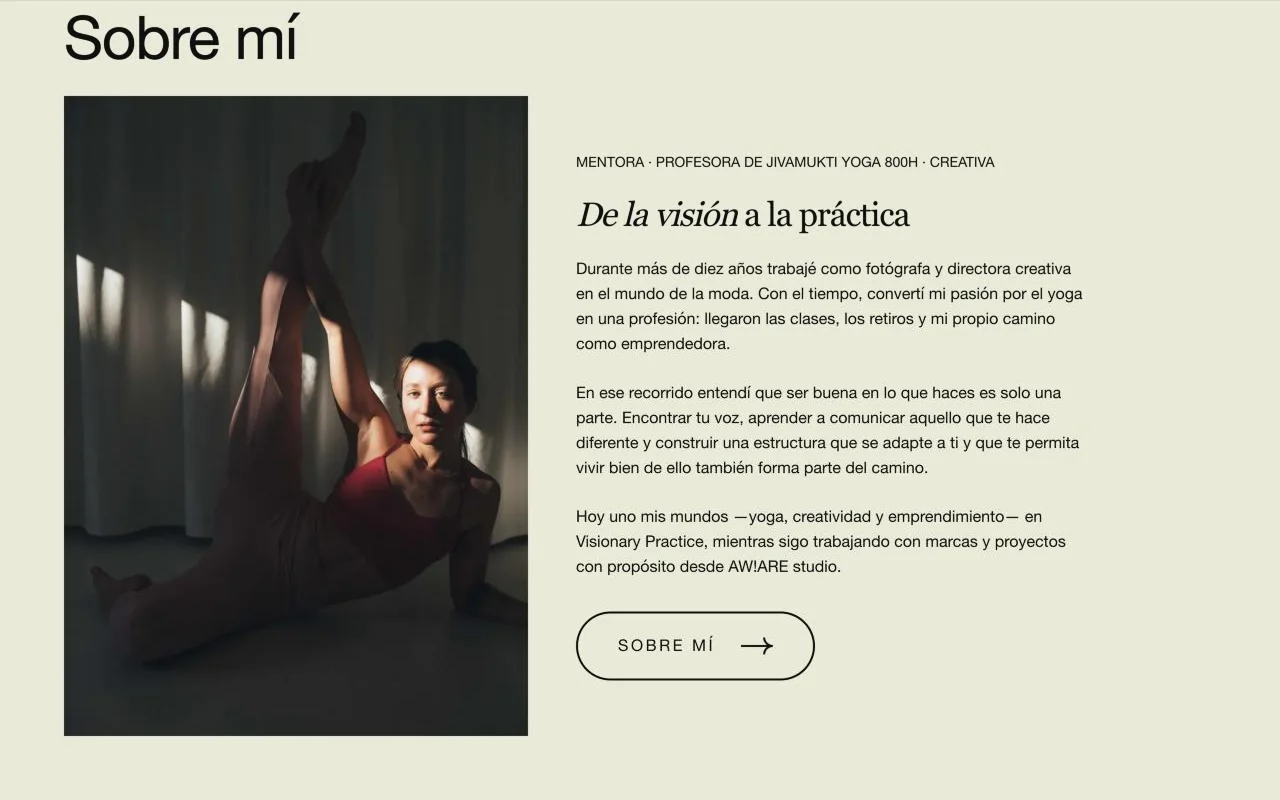 Sobre mí
MENTORA · PROFESORA DE JIVAMUKTI YOGA 800H · CREATIVA
De la visión a la práctica
Durante más de diez años trabajé como fotógrafa y directora creativa
en el mundo de la moda. Con el tiempo, convertí mi pasión por el yoga
en una profesión: llegaron las clases, los retiros y mi propio camino
como emprendedora.
En ese recorrido entendí que ser buena en lo que haces es solo una
parte. Encontrar tu voz, aprender a comunicar aquello que te hace
diferente y construir una estructura que se adapte a ti y que te permita
vivir bien de ello también forma parte del camino.
Hoy uno mis mundos —yoga, creatividad y emprendimiento— en
Visionary Practice, mientras sigo trabajando con marcas y proyectos
con propósito desde AW!ARE studio.
SOBRE MÍ →